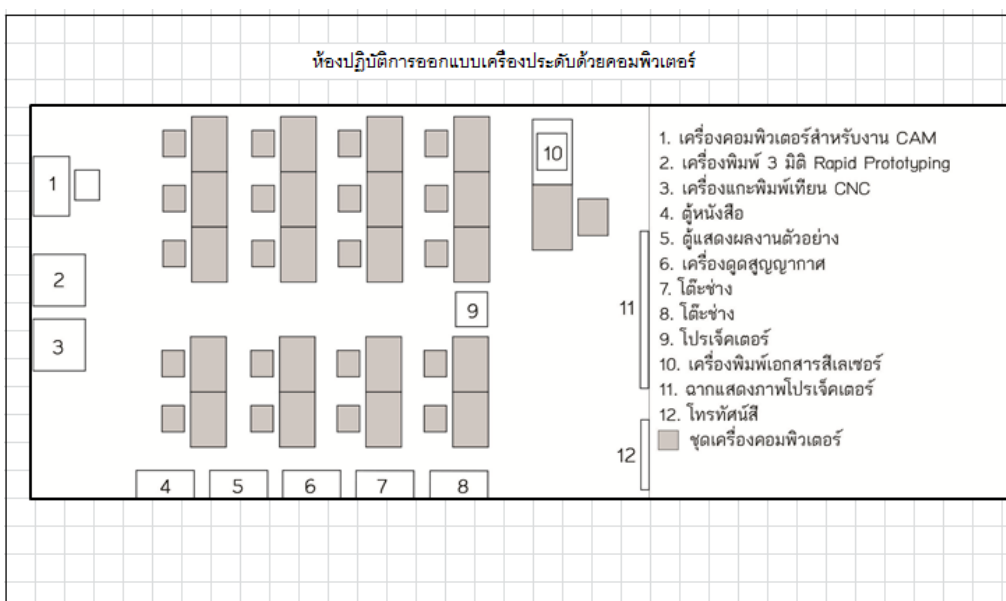 ห้องปฏิบัติการออกแบบเครื่องประดับด้วยคอมพิวเตอร์
1
2
3
4
5
6
7
8
9
10
11
12
1. เครื่องคอมพิวเตอร์สำหรับงาน CAM
2. เครื่องพิมพ์ 3 มิติ Rapid Prototyping
3. เครื่องแกะพิมพ์เทียน CNC
4. ตู้หนังสือ
5. ตู้แสดงผลงานตัวอย่าง
6. เครื่องดูดสูญญากาศ
7. โต๊ะช่าง
8. โต๊ะช่าง
9. โปรเจ็คเตอร์
10. เครื่องพิมพ์เอกสารสีเลเซอร์
11. ฉากแสดงภาพโปรเจ็คเตอร์
12. โทรทัศน์สี
ชุดเครื่องคอมพิวเตอร์